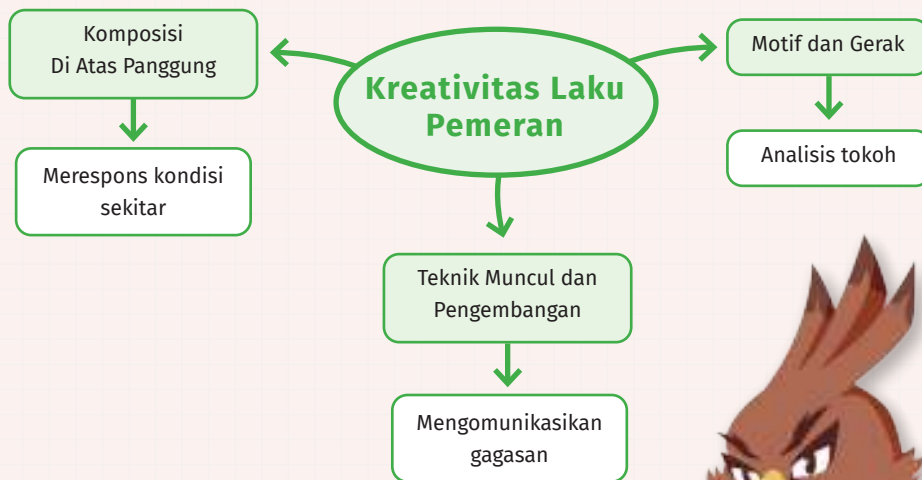 Komposisi
Di Atas Panggung
Merespons kondisi
sekitar
Kreativitas Laku
Pemeran
Teknik Muncul dan
Pengembangan
Mengomunikasikan
gagasan
Motif dan Gerak
Analisis tokoh